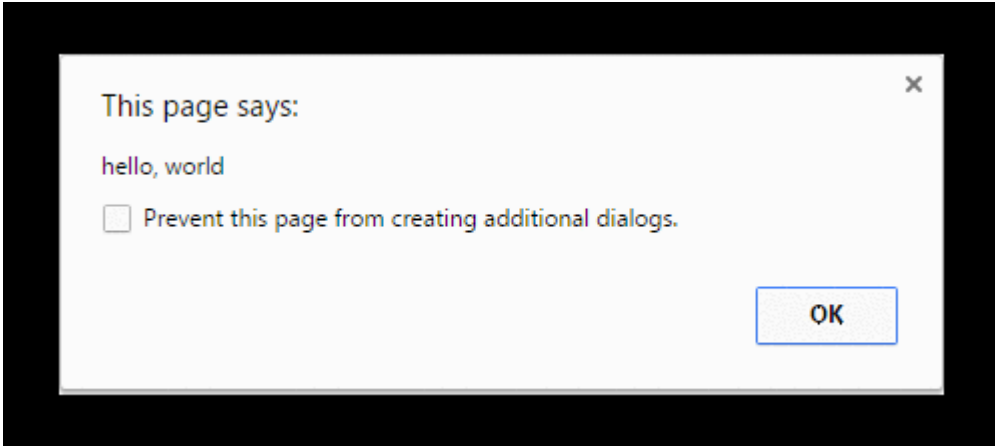 This page says:
hello, world
Prevent this page from creating additional dialogs.
OK